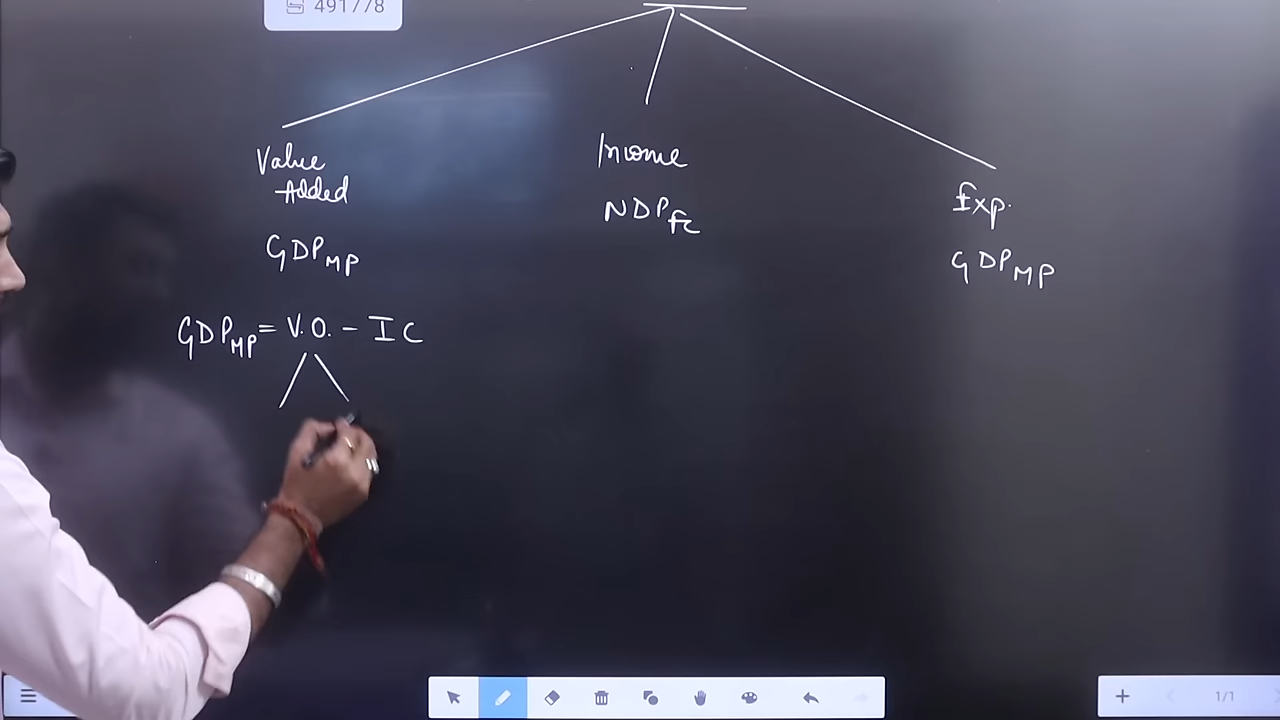 491778
Value
Added
GDPMP
GDPMP = V.O. - IC
Income
NDPfc
Exp.
GDPMP
1/1